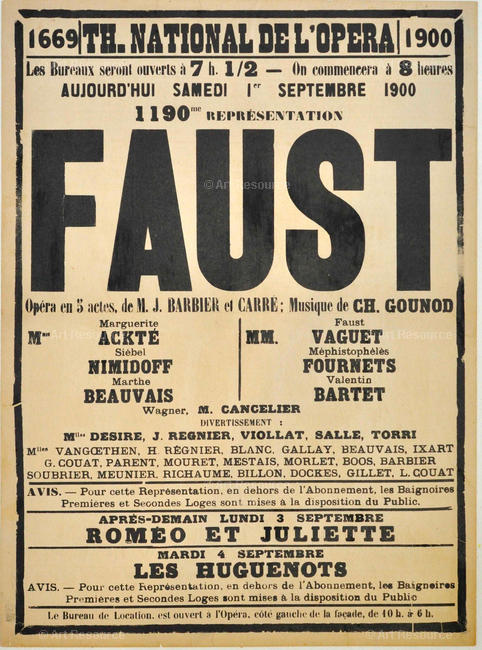 1669 TH. NATIONAL DE L'OPERA 1900
Les Bureaux seront ouverts à 7 h. 1/2 — On commencera à 8 heures
AUJOURD'HUI SAMEDI 1er SEPTEMBRE 1900
1190me REPRÉSENTATION
FAUST
© Art Resource
Opéra en 5 actes, de M. J. BARBIER et CARRE; Musique de CH. GOUNOD
Marguerite
Mmes ACKTÉ
Siébel
NIMIDOFF
Marthe
BEAUVAIS
Faust
MM. VAGUET
Méphistophélès
FOURNETS
Valentin
BARTET
Wagner, M. CANCELIER
DIVERTISSEMENT :
Mlles DESIRE, J. REGNIER, VIOLLAT, SALLE, TORRI
Mlles VANGŒTHEN, H. RÉGNIER, BLANC, GALLAY, BEAUVAIS, IXART
G. COUAT, PARENT, MOURET, MESTAIS, MORLET, BOOS, BARBIER
SOUBRIER, MEUNIER, RICHAUME, BILLON, DOCKES, GILLET, L. COUAT
AVIS. — Pour cette Représentation, en dehors de l'Abonnement, les Baignoires
Premieres et Secondes Loges sont mises à la disposition du Public.
APRÉS-DEMAIN LUNDI 3 SEPTEMBRE
ROMÉO ET JULIETTE
MARDI 4 SEPTEMBRE
LES HUGUENOTS
AVIS. — Pour cette Représentation, en dehors de l'Abonnement, les Baignoires
Premières et Secondes Loges sont mises à la disposition du Public
Le Bureau de Location, est ouvert à l'Opéra, côté gauche de la façade, de 10 h. à 6 h.
© Art Resource